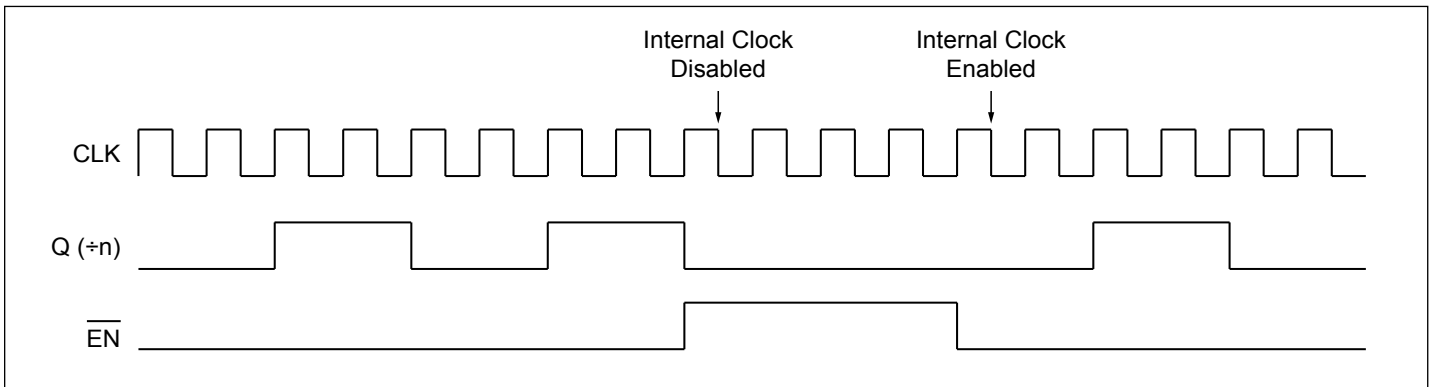 Internal Clock
Disabled
Internal Clock
Enabled
CLK
Q (÷n)
EN